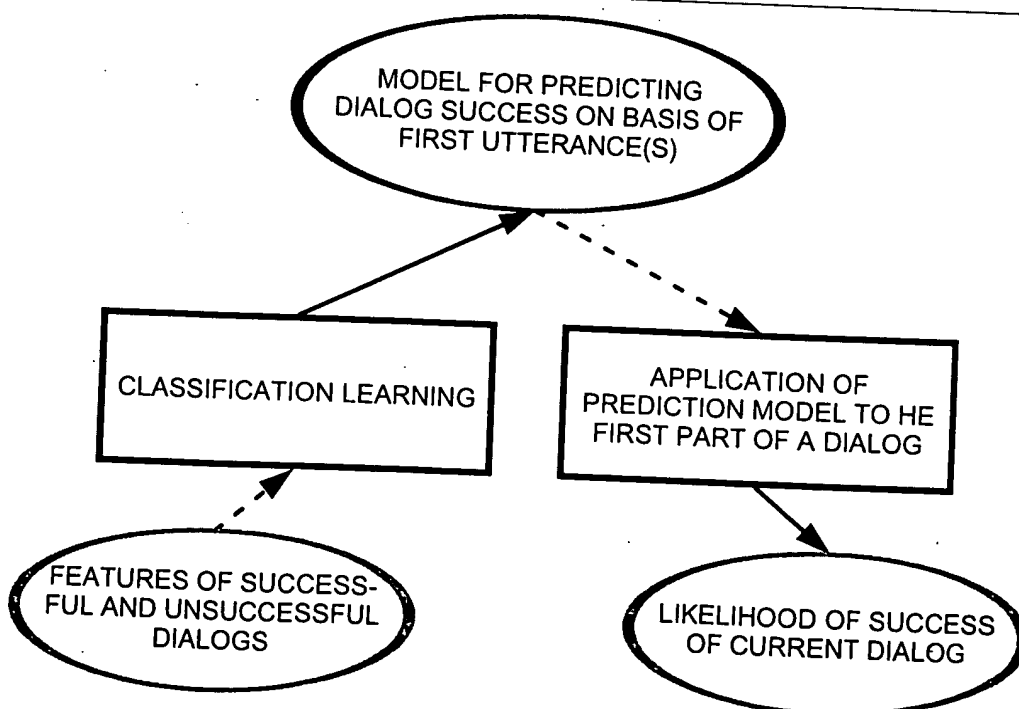 MODEL FOR PREDICTING
DIALOG SUCCESS ON BASIS OF
FIRST UTTERANCE(S)
CLASSIFICATION LEARNING
APPLICATION OF
PREDICTION MODEL TO HE
FIRST PART OF A DIALOG
FEATURES OF SUCCESS-
FUL AND UNSUCCESSFUL
DIALOGS
LIKELIHOOD OF SUCCESS
OF CURRENT DIALOG